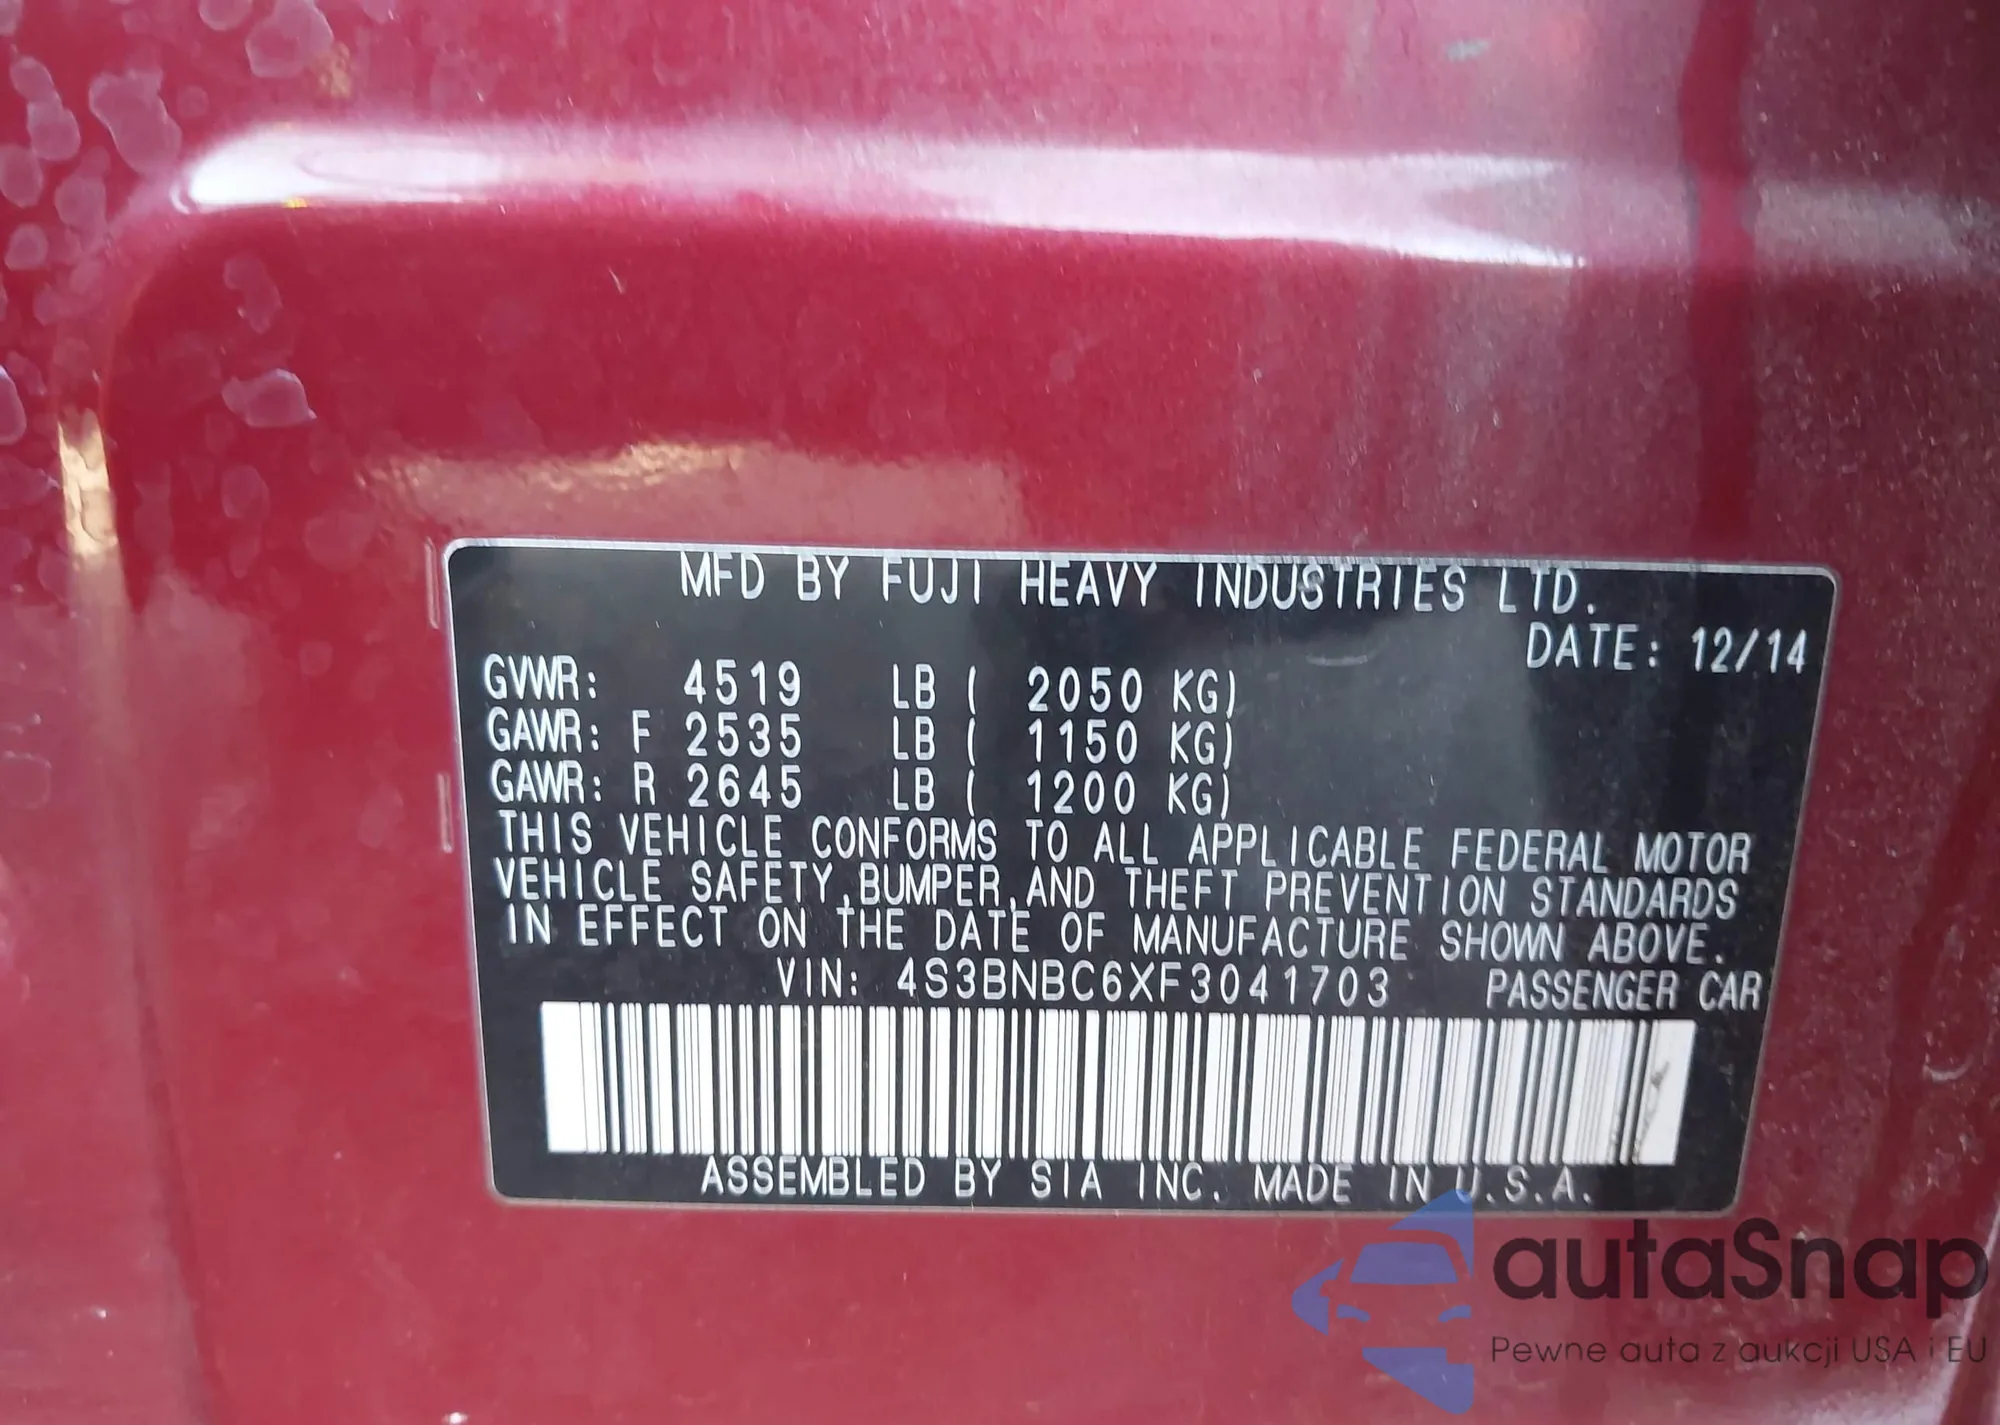 MFD BY FUJI HEAVY INDUSTRIES LTD.
DATE: 12/14
GVWR: 4519 LB ( 2050 KG)
GAWR: F 2535 LB ( 1150 KG)
GAWR: R 2645 LB ( 1200 KG)
THIS VEHICLE CONFORMS TO ALL APPLICABLE FEDERAL MOTOR
VEHICLE SAFETY,BUMPER,AND THEFT PREVENTION STANDARDS
IN EFFECT ON THE DATE OF MANUFACTURE SHOWN ABOVE.
VIN: 4S3BNBC6XF3041703 PASSENGER CAR
ASSEMBLED BY SIA INC. MADE IN U.S.A.
autaSnap
Pewne auta z aukcji USA i EU